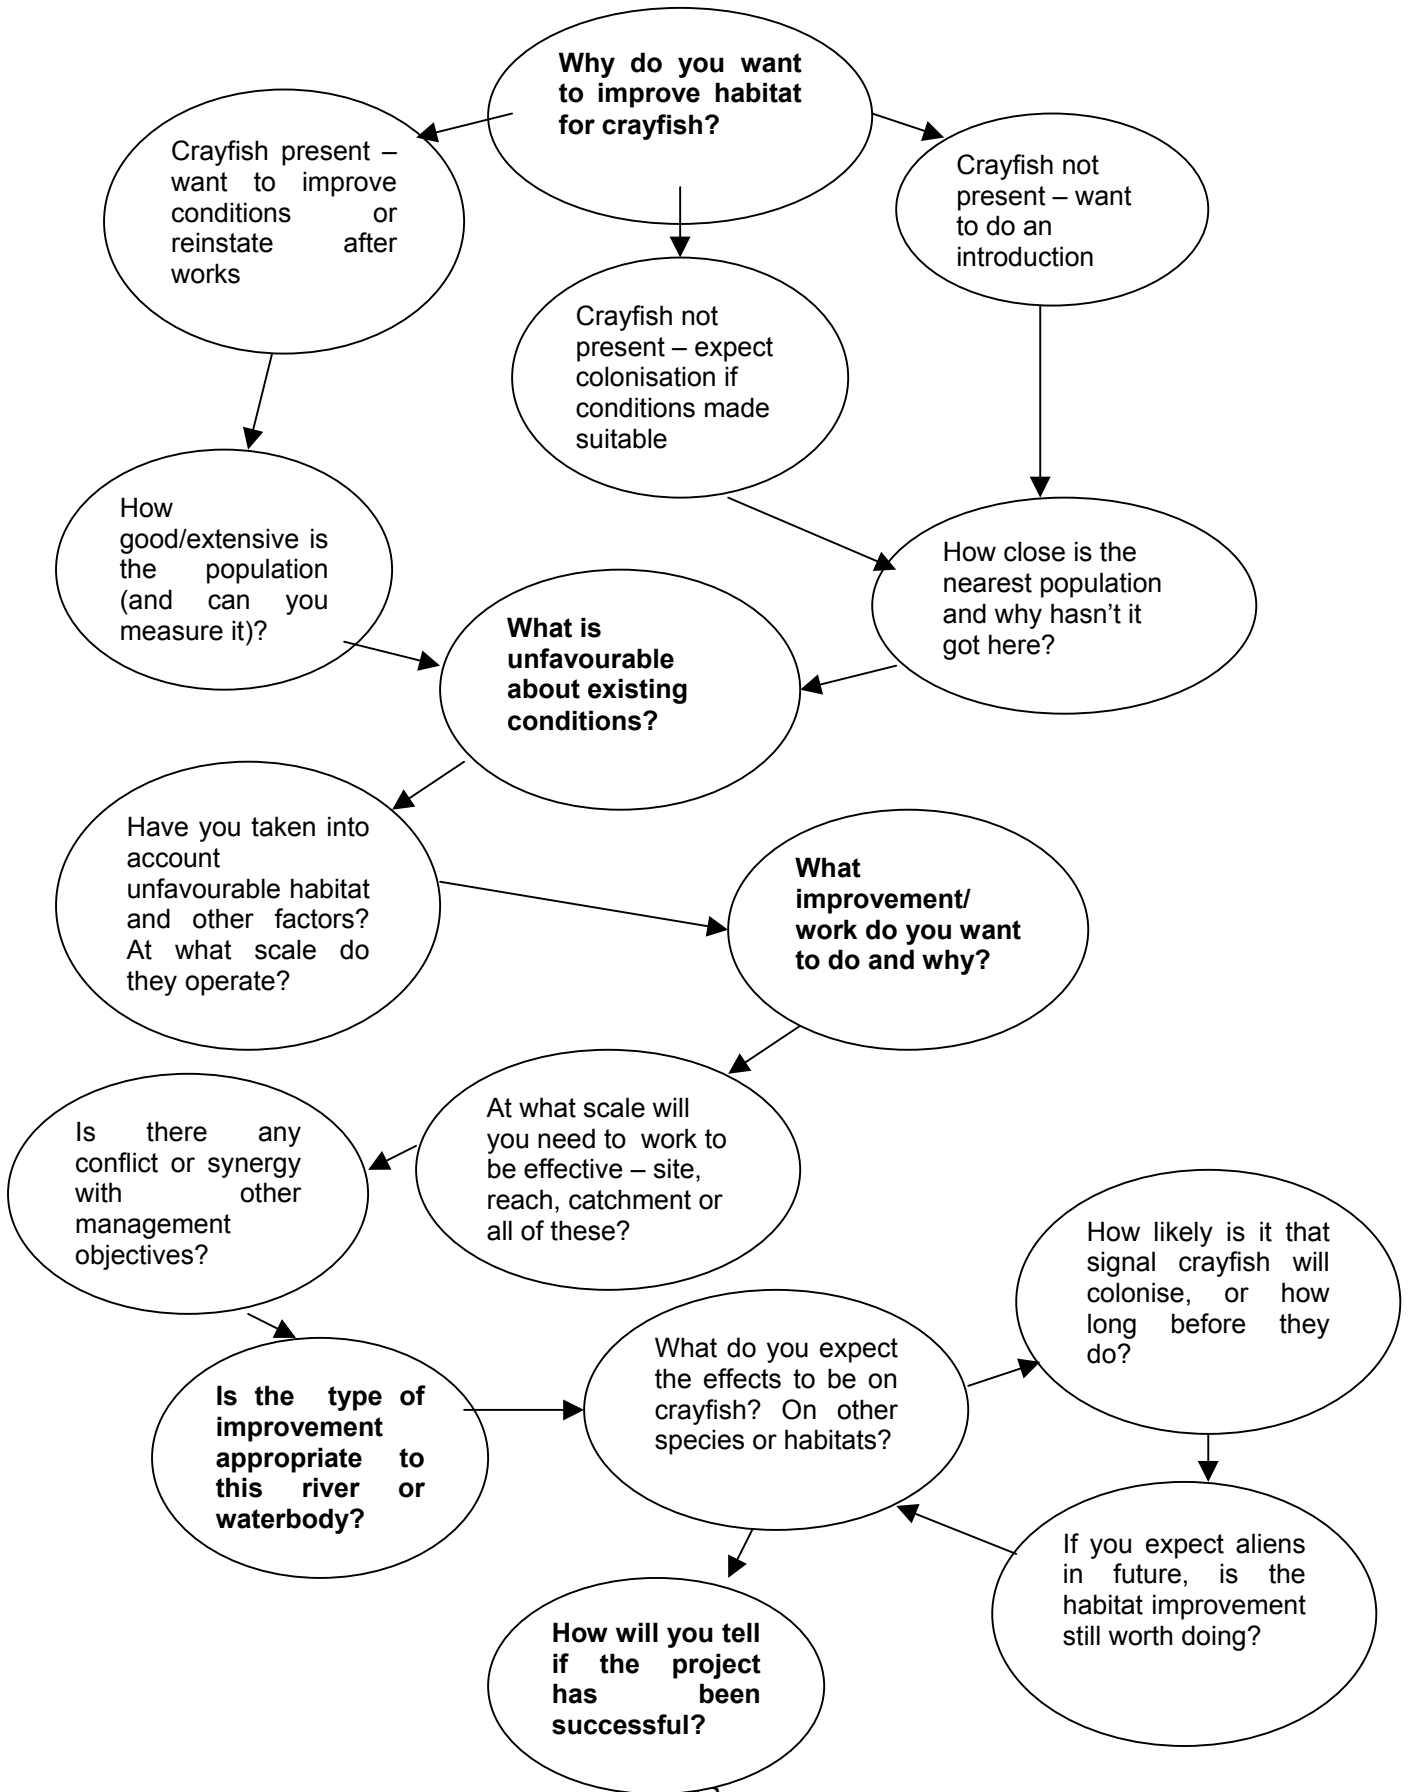 Why do you want
to improve habitat
for crayfish?
Crayfish present –
want to improve
conditions or
reinstate after
works
Crayfish not
present – want
to do an
introduction
Crayfish not
present – expect
colonisation if
conditions made
suitable
How
good/extensive is
the population
(and can you
measure it)?
How close is the
nearest population
and why hasn’t it
got here?
What is
unfavourable
about existing
conditions?
Have you taken into
account
unfavourable habitat
and other factors?
At what scale do
they operate?
What
improvement/
work do you want
to do and why?
At what scale will
you need to work to
be effective – site,
reach, catchment or
all of these?
Is there any
conflict or synergy
with other
management
objectives?
How likely is it that
signal crayfish will
colonise, or how
long before they
do?
What do you expect
the effects to be on
crayfish? On other
species or habitats?
Is the type of
improvement
appropriate to
this river or
waterbody?
If you expect aliens
in future, is the
habitat improvement
still worth doing?
How will you tell
if the project
has been
successful?